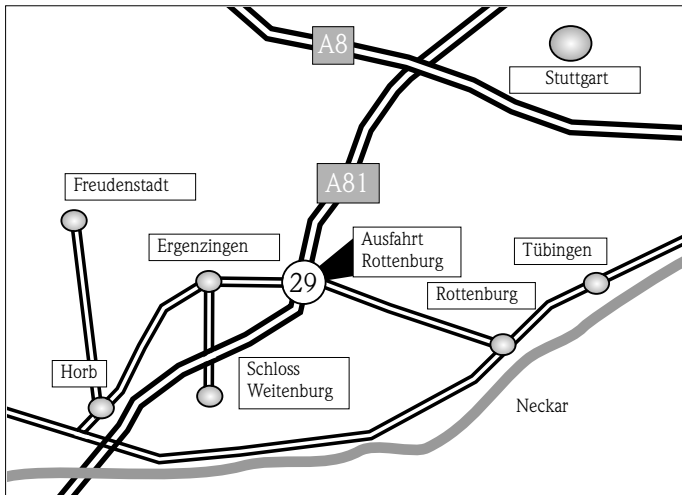 A8
Stuttgart
A81
Freudenstadt
Ergenzingen
Ausfahrt
Rottenburg
Tübingen
29
Rottenburg
Horb
Schloss
Weitenburg
Neckar